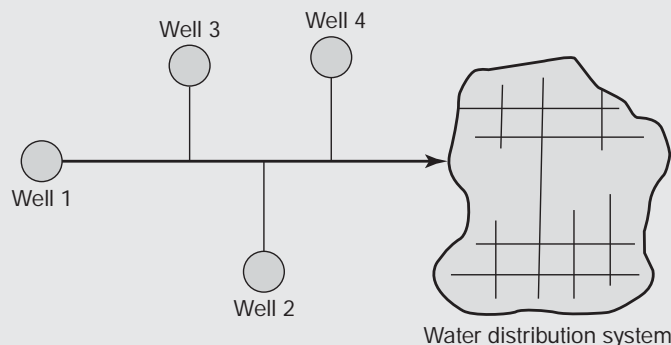 Well 4
Well 3
Well 1
Well 2
Water distribution system